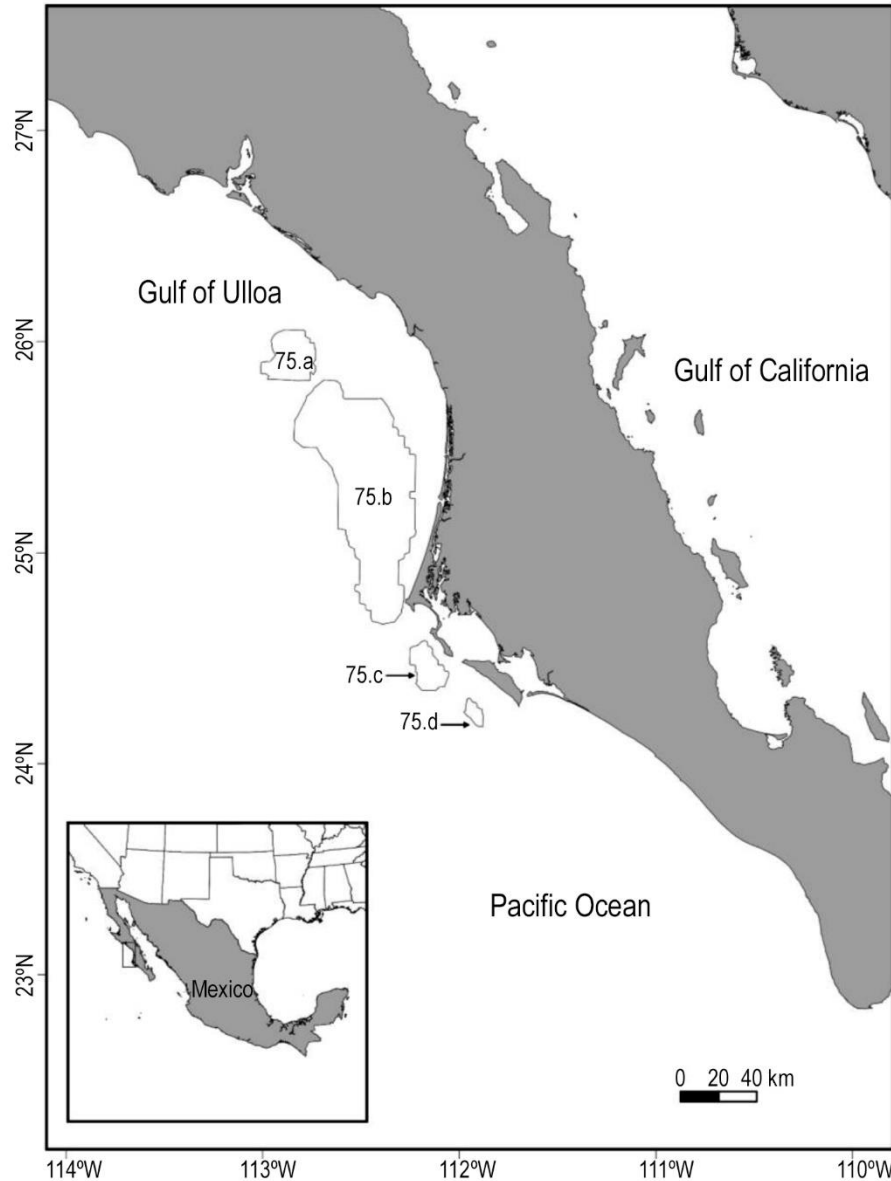 27ºN
Gulf of Ulloa
26ºN
75.a
Gulf of California
75.b
25ºN
75.c
75.d
24ºN
Pacific Ocean
23ºN
Mexico
0 20 40 km
114ºW 113ºW 112ºW 111ºW 110ºW